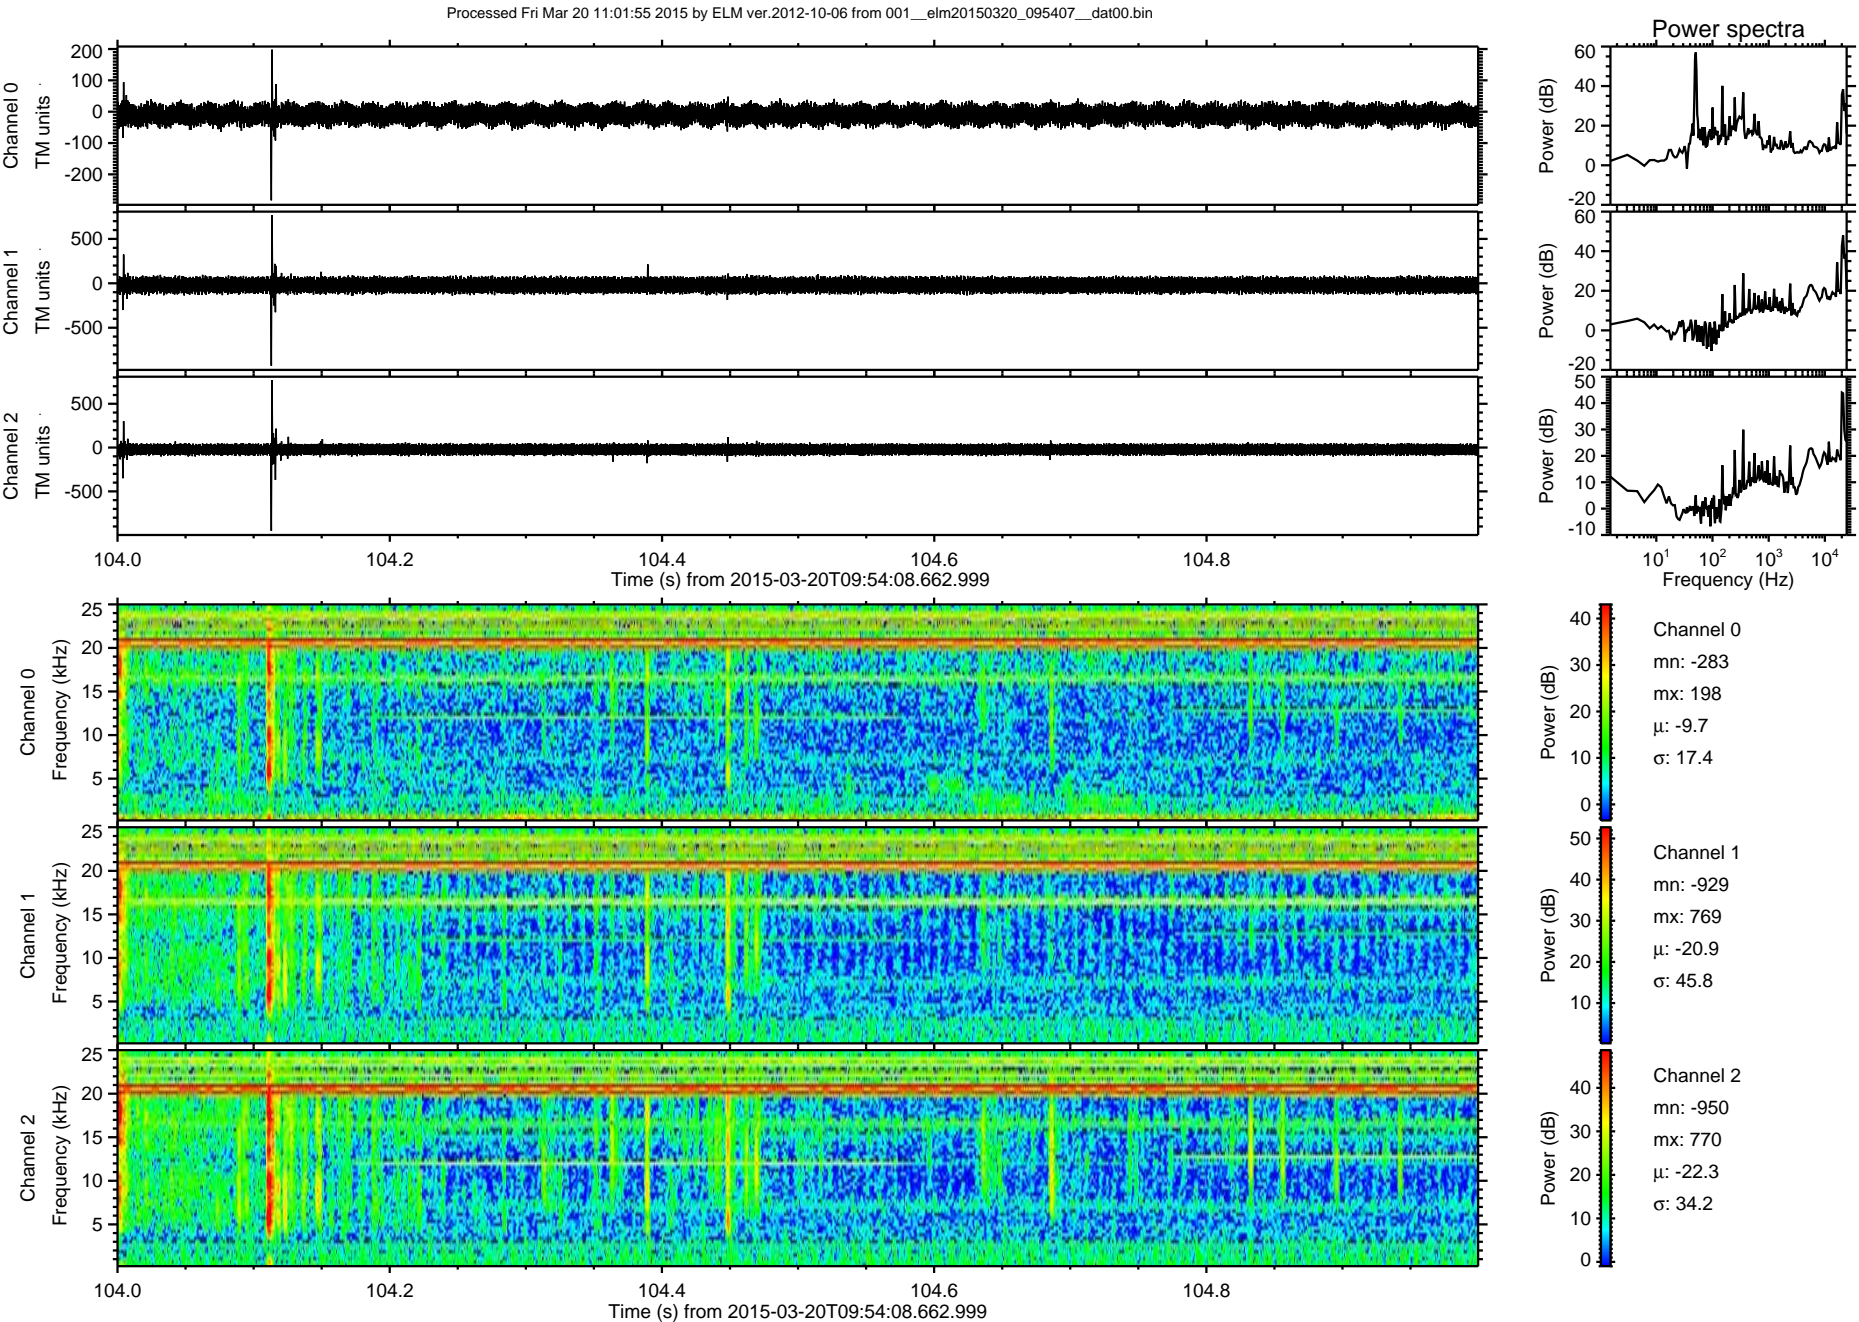 Processed Fri Mar 20 11:01:55 2015 by ELM ver.2012-10-06 from 001__elm20150320_095407__dat00.bin
Power spectra
Channel 0
TM units
200
100
0
-100
-200
Power (dB)
60
40
20
0
-20
Channel 1
TM units
500
0
-500
Power (dB)
60
40
20
0
-20
Channel 2
TM units
500
0
-500
Power (dB)
50
40
30
20
10
0
-10
104.0 104.2 104.4 104.6 104.8
Time (s) from 2015-03-20T09:54:08.662.999
10¹ 10² 10³ 10⁴
Frequency (Hz)
Channel 0
Frequency (kHz)
25
20
15
10
5
Power (dB)
40
30
20
10
0
Channel 0
mn: -283
mx: 198
μ: -9.7
σ: 17.4
Channel 1
Frequency (kHz)
25
20
15
10
5
Power (dB)
50
40
30
20
10
Channel 1
mn: -929
mx: 769
μ: -20.9
σ: 45.8
Channel 2
Frequency (kHz)
25
20
15
10
5
Power (dB)
40
30
20
10
0
Channel 2
mn: -950
mx: 770
μ: -22.3
σ: 34.2
104.0 104.2 104.4 104.6 104.8
Time (s) from 2015-03-20T09:54:08.662.999